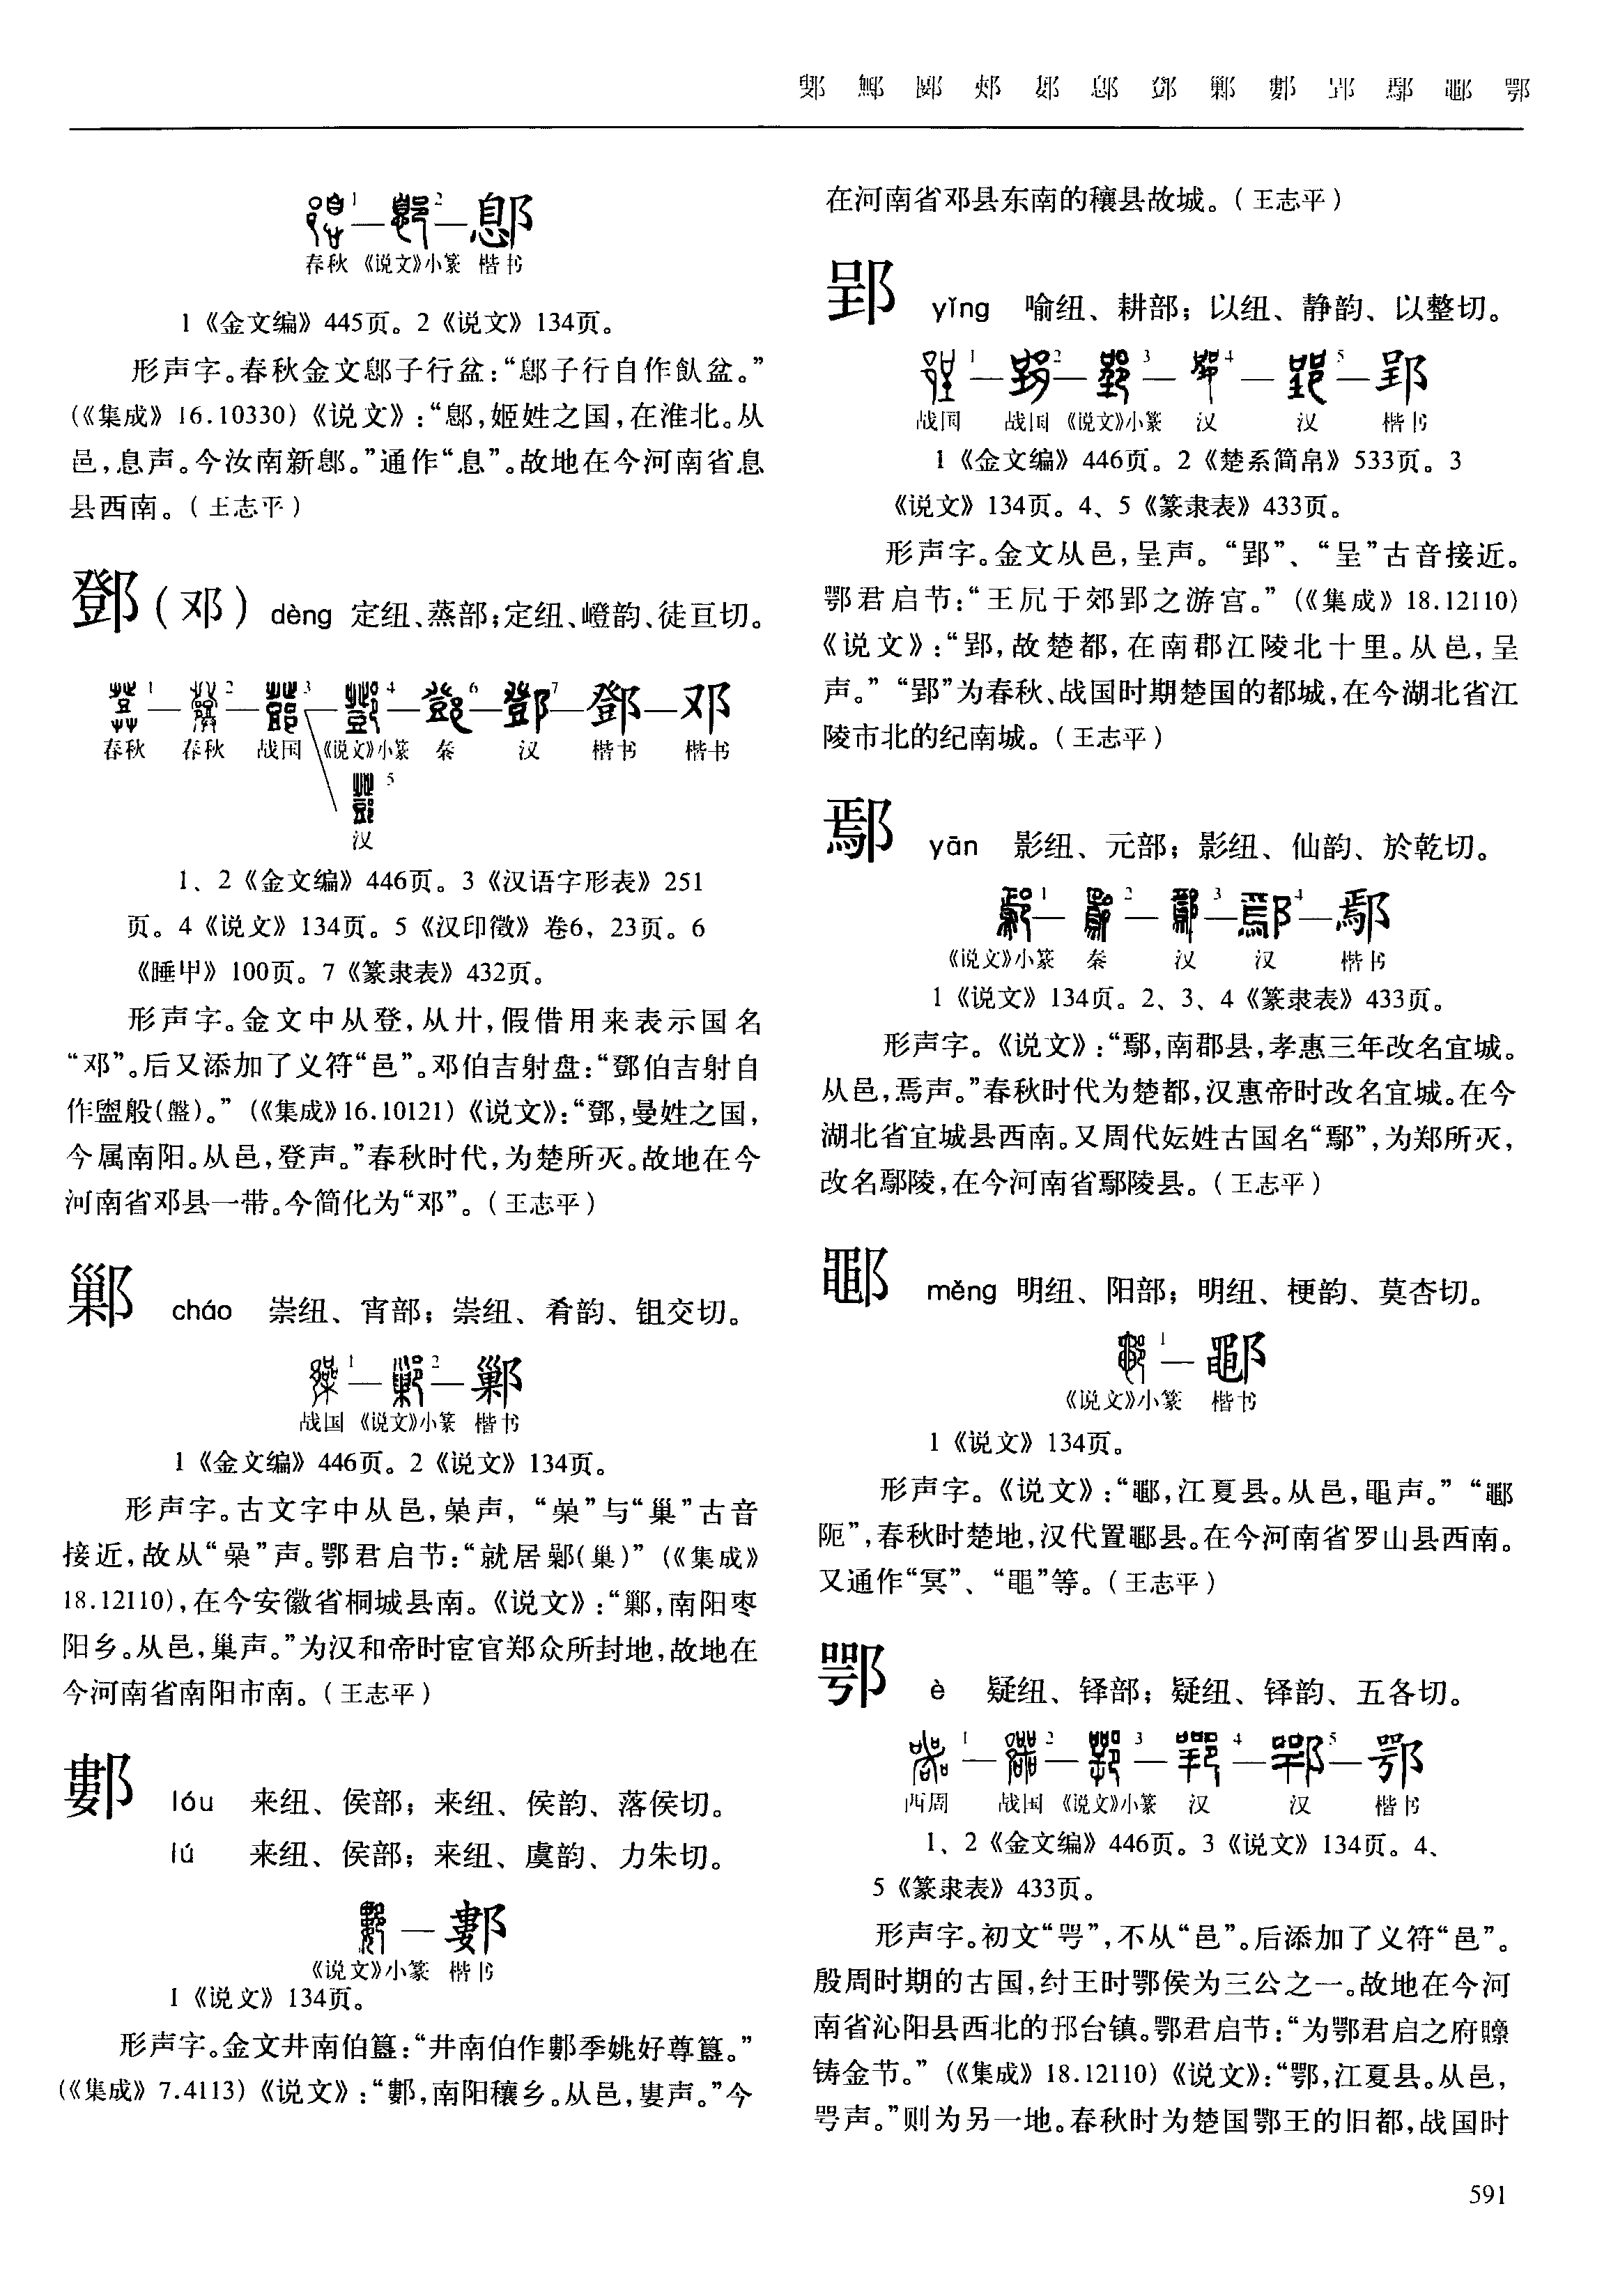 鄾 䣕 鄤 郟 郪 鄎 鄧 鄛 鄻 郢 鄢 鄳 鄂
1—2—鄎
春秋 《说文》小篆 楷书
1《金文编》445页。2《说文》134页。
形声字。春秋金文鄎子行盆：“鄎子行自作飤盆。”
(《集成》16.10330)《说文》：“鄎，姬姓之国，在淮北。从
邑，息声。今汝南新鄎。”通作“息”。故地在今河南省息
县西南。（王志平）
鄧（邓） dèng 定纽、蒸部；定纽、嶝韵、徒亘切。
1—2—3—4—6—7—鄧—邓
春秋 春秋 战国 《说文》小篆 秦 汉 楷书 楷书
5
汉
1、2《金文编》446页。3《汉语字形表》251
页。4《说文》134页。5《汉印徵》卷6，23页。6
《睡甲》100页。7《篆隶表》432页。
形声字。金文中从登，从廾，假借用来表示国名
“邓”。后又添加了义符“邑”。邓伯吉射盘：“鄧伯吉射自
作盥般(盤)。”(《集成》16.10121)《说文》：“鄧，曼姓之国，
今属南阳。从邑，登声。”春秋时代，为楚所灭。故地在今
河南省邓县一带。今简化为“邓”。（王志平）
鄛 cháo 崇纽、宵部；崇纽、肴韵、鉏交切。
1—2—鄛
战国 《说文》小篆 楷书
1《金文编》446页。2《说文》134页。
形声字。古文字中从邑，喿声，“喿”与“巢”古音
接近，故从“喿”声。鄂君启节：“就居鄵(巢)”(《集成》
18.12110)，在今安徽省桐城县南。《说文》：“鄛，南阳枣
阳乡。从邑，巢声。”为汉和帝时宦官郑众所封地，故地在
今河南省南阳市南。（王志平）
鄻 lóu 来纽、侯部；来纽、侯韵、落侯切。
lú 来纽、侯部；来纽、虞韵、力朱切。
—鄻
《说文》小篆 楷书
1《说文》134页。
形声字。金文井南伯簋：“井南伯作鄻季姚好尊簋。”
(《集成》7.4113)《说文》：“鄻，南阳穰乡。从邑，婁声。”今
在河南省邓县东南的穰县故城。（王志平）
郢 yǐng 喻纽、耕部；以纽、静韵、以整切。
1—2—3—4—5—郢
战国 战国 《说文》小篆 汉 汉 楷书
1《金文编》446页。2《楚系简帛》533页。3
《说文》134页。4、5《篆隶表》433页。
形声字。金文从邑，呈声。“郢”、“呈”古音接近。
鄂君启节：“王凥于郊郢之游宫。”(《集成》18.12110)
《说文》：“郢，故楚都，在南郡江陵北十里。从邑，呈
声。”“郢”为春秋、战国时期楚国的都城，在今湖北省江
陵市北的纪南城。（王志平）
鄢 yān 影纽、元部；影纽、仙韵、於乾切。
1—2—3—4—鄢
《说文》小篆 秦 汉 汉 楷书
1《说文》134页。2、3、4《篆隶表》433页。
形声字。《说文》：“鄢，南郡县，孝惠三年改名宜城。
从邑，焉声。”春秋时代为楚都，汉惠帝时改名宜城。在今
湖北省宜城县西南。又周代妘姓古国名“鄢”，为郑所灭，
改名鄢陵，在今河南省鄢陵县。（王志平）
鄳 měng 明纽、阳部；明纽、梗韵、莫杏切。
1—鄳
《说文》小篆 楷书
1《说文》134页。
形声字。《说文》：“鄳，江夏县。从邑，黽声。”“鄳
阨”，春秋时楚地，汉代置鄳县。在今河南省罗山县西南。
又通作“冥”、“黽”等。（王志平）
鄂 è 疑纽、铎部；疑纽、铎韵、五各切。
1—2—3—4—5—鄂
西周 战国 《说文》小篆 汉 汉 楷书
1、2《金文编》446页。3《说文》134页。4、
5《篆隶表》433页。
形声字。初文“咢”，不从“邑”。后添加了义符“邑”。
殷周时期的古国，纣王时鄂侯为三公之一。故地在今河
南省沁阳县西北的邘台镇。鄂君启节：“为鄂君启之府賺
铸金节。”(《集成》18.12110)《说文》：“鄂，江夏县。从邑，
咢声。”则为另一地。春秋时为楚国鄂王的旧都，战国时
591